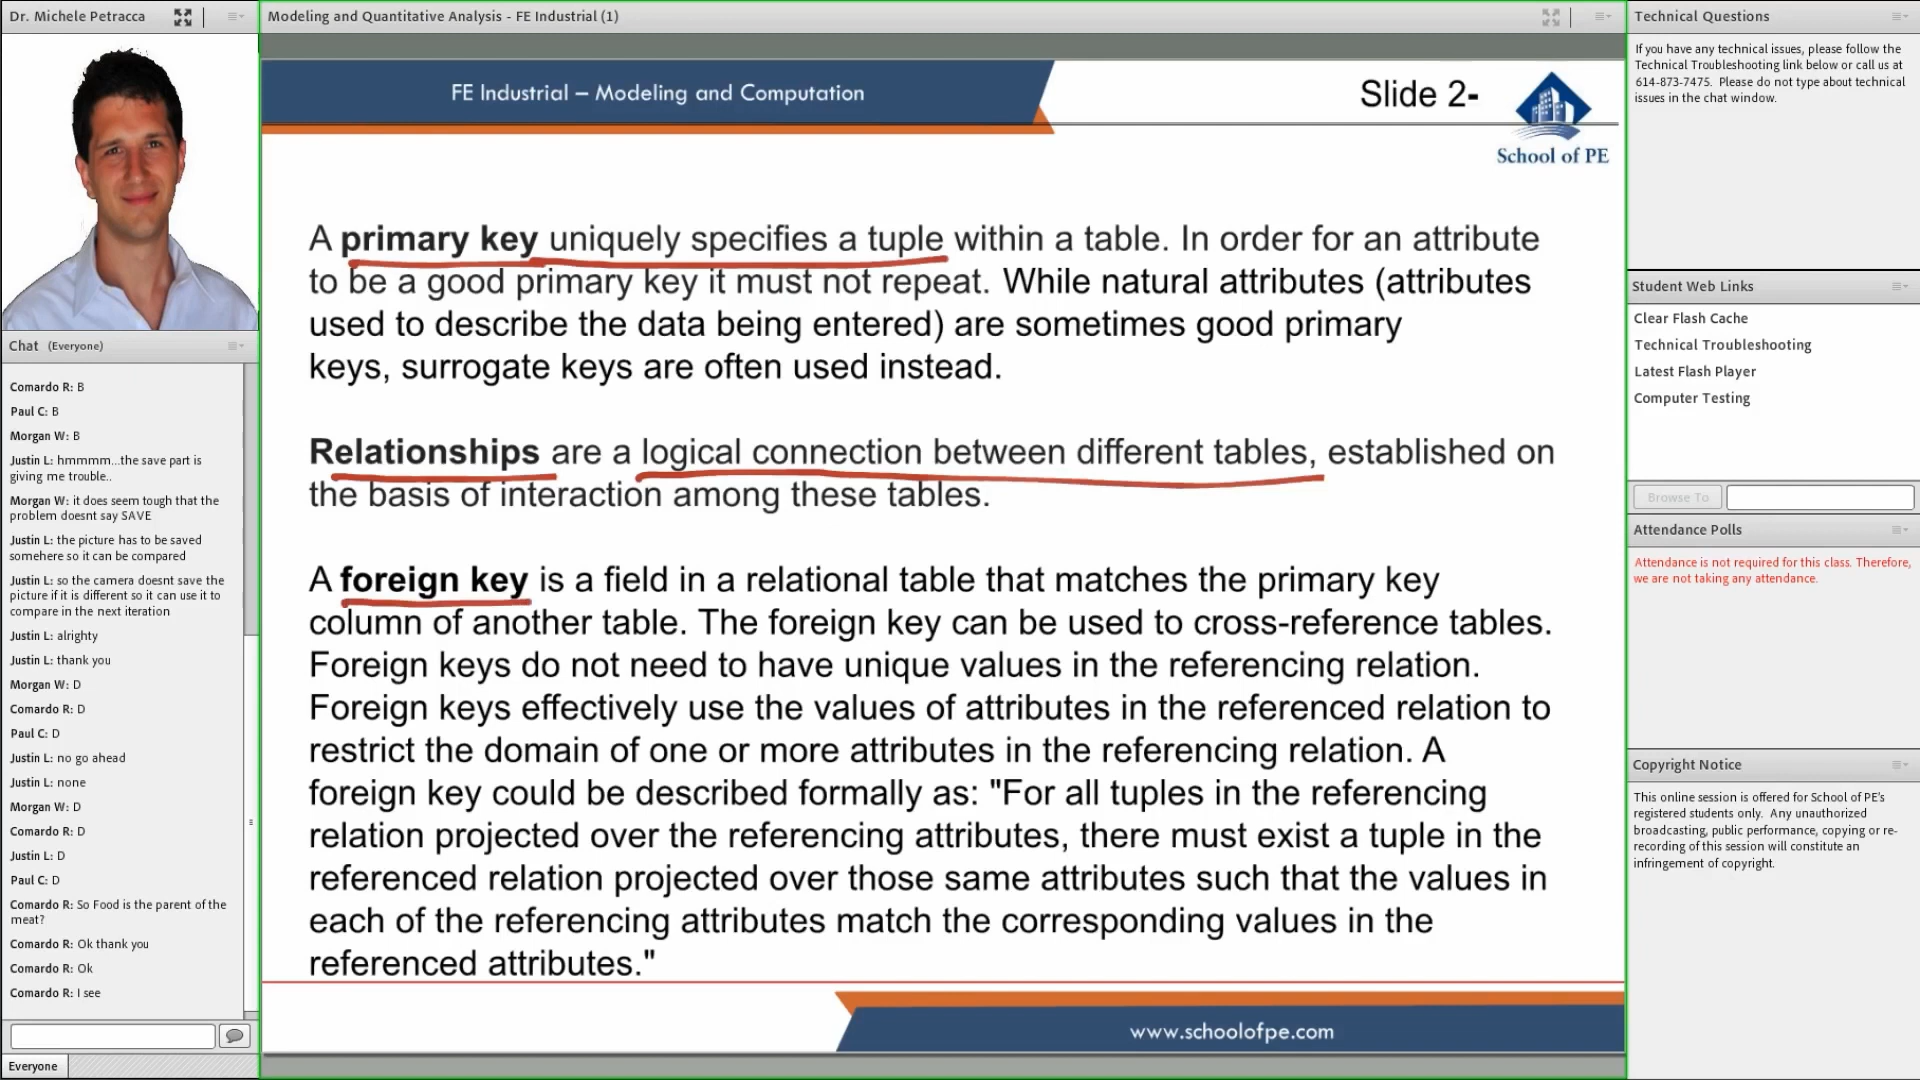 Dr. Michele Petracca
Modeling and Quantitative Analysis - FE Industrial (1)
Technical Questions
If you have any technical issues, please follow the
Technical Troubleshooting link below or call us at
614-873-7475. Please do not type about technical
issues in the chat window.
FE Industrial – Modeling and Computation
Slide 2-
School of PE
A primary key uniquely specifies a tuple within a table. In order for an attribute
to be a good primary key it must not repeat. While natural attributes (attributes
used to describe the data being entered) are sometimes good primary
keys, surrogate keys are often used instead.
Relationships are a logical connection between different tables, established on
the basis of interaction among these tables.
A foreign key is a field in a relational table that matches the primary key
column of another table. The foreign key can be used to cross-reference tables.
Foreign keys do not need to have unique values in the referencing relation.
Foreign keys effectively use the values of attributes in the referenced relation to
restrict the domain of one or more attributes in the referencing relation. A
foreign key could be described formally as: "For all tuples in the referencing
relation projected over the referencing attributes, there must exist a tuple in the
referenced relation projected over those same attributes such that the values in
each of the referencing attributes match the corresponding values in the
referenced attributes."
www.schoolofpe.com
Chat (Everyone)
Comardo R: B
Paul C: B
Morgan W: B
Justin L: hmmmm...the save part is
giving me trouble..
Morgan W: it does seem tough that the
problem doesnt say SAVE
Justin L: the picture has to be saved
somehere so it can be compared
Justin L: so the camera doesnt save the
picture if it is different so it can use it to
compare in the next iteration
Justin L: alrighty
Justin L: thank you
Morgan W: D
Comardo R: D
Paul C: D
Justin L: no go ahead
Justin L: none
Morgan W: D
Comardo R: D
Justin L: D
Paul C: D
Comardo R: So Food is the parent of the
meat?
Comardo R: Ok thank you
Comardo R: Ok
Comardo R: I see
Everyone
Student Web Links
Clear Flash Cache
Technical Troubleshooting
Latest Flash Player
Computer Testing
Browse To
Attendance Polls
Attendance is not required for this class. Therefore,
we are not taking any attendance.
Copyright Notice
This online session is offered for School of PE's
registered students only. Any unauthorized
broadcasting, public performance, copying or re-
recording of this session will constitute an
infringement of copyright.